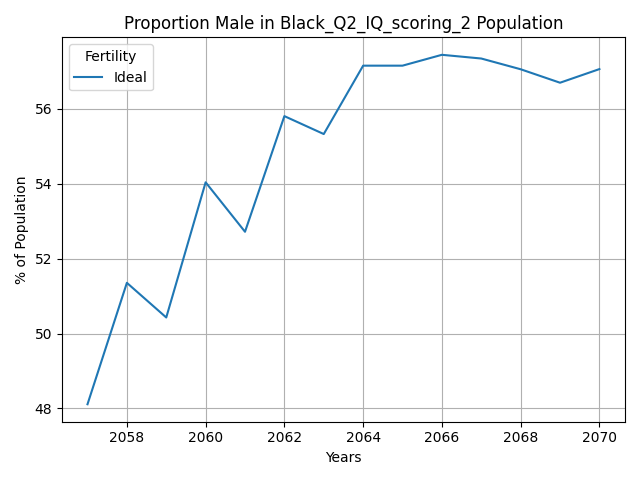 Proportion Male in Black_Q2_IQ_scoring_2 Population
Fertility
Ideal
% of Population
56
54
52
50
48
2058 2060 2062 2064 2066 2068 2070
Years